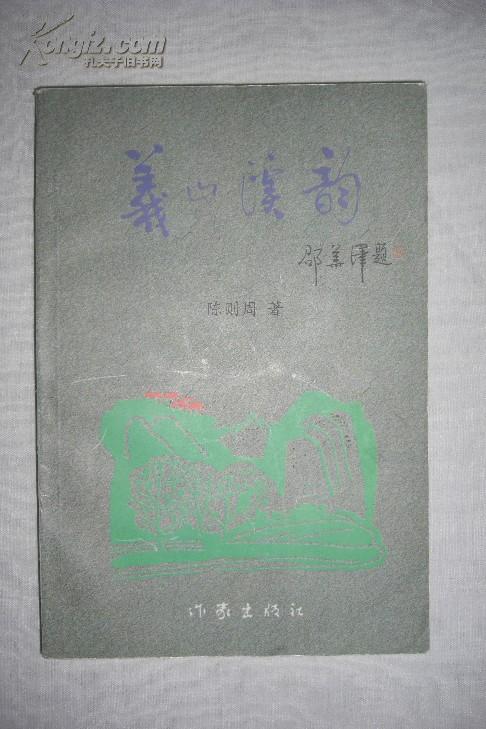 Kongfz.com
孔夫子旧书网
義山溪韵
邵华泽题
陈则周 著
作家出版社